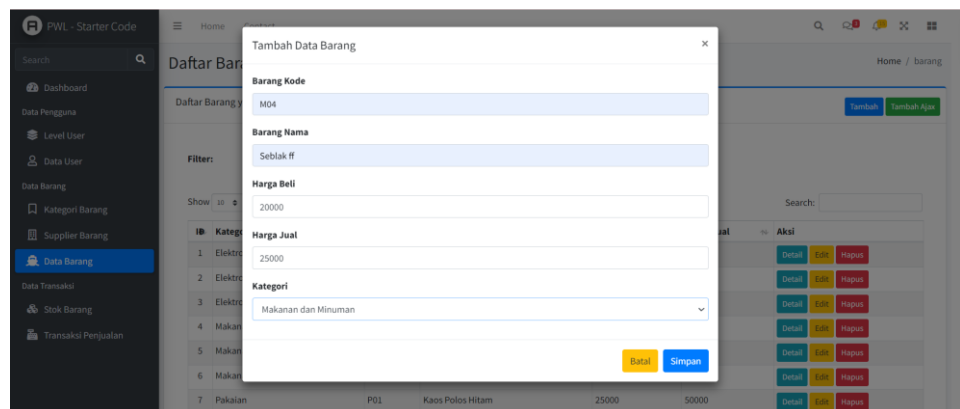 PWL - Starter Code
Home Contact
3
Search
Daftar Bar
Home / barang
Dashboard
Data Pengguna
Level User
Data User
Data Barang
Kategori Barang
Supplier Barang
Data Barang
Data Transaksi
Stok Barang
Transaksi Penjualan
Daftar Barang y
Tambah Tambah Ajax
Filter:
Show 10
Search:
ID Katego ual Aksi
1 Elektro Detail Edit Hapus
2 Elektro Detail Edit Hapus
3 Elektro Detail Edit Hapus
4 Makan Detail Edit Hapus
5 Makan Detail Edit Hapus
6 Makan Detail Edit Hapus
7 Pakaian P01 Kaos Polos Hitam 25000 50000 Detail Edit Hapus
Tambah Data Barang ×
Barang Kode
M04
Barang Nama
Seblak ff
Harga Beli
20000
Harga Jual
25000
Kategori
Makanan dan Minuman
Batal Simpan